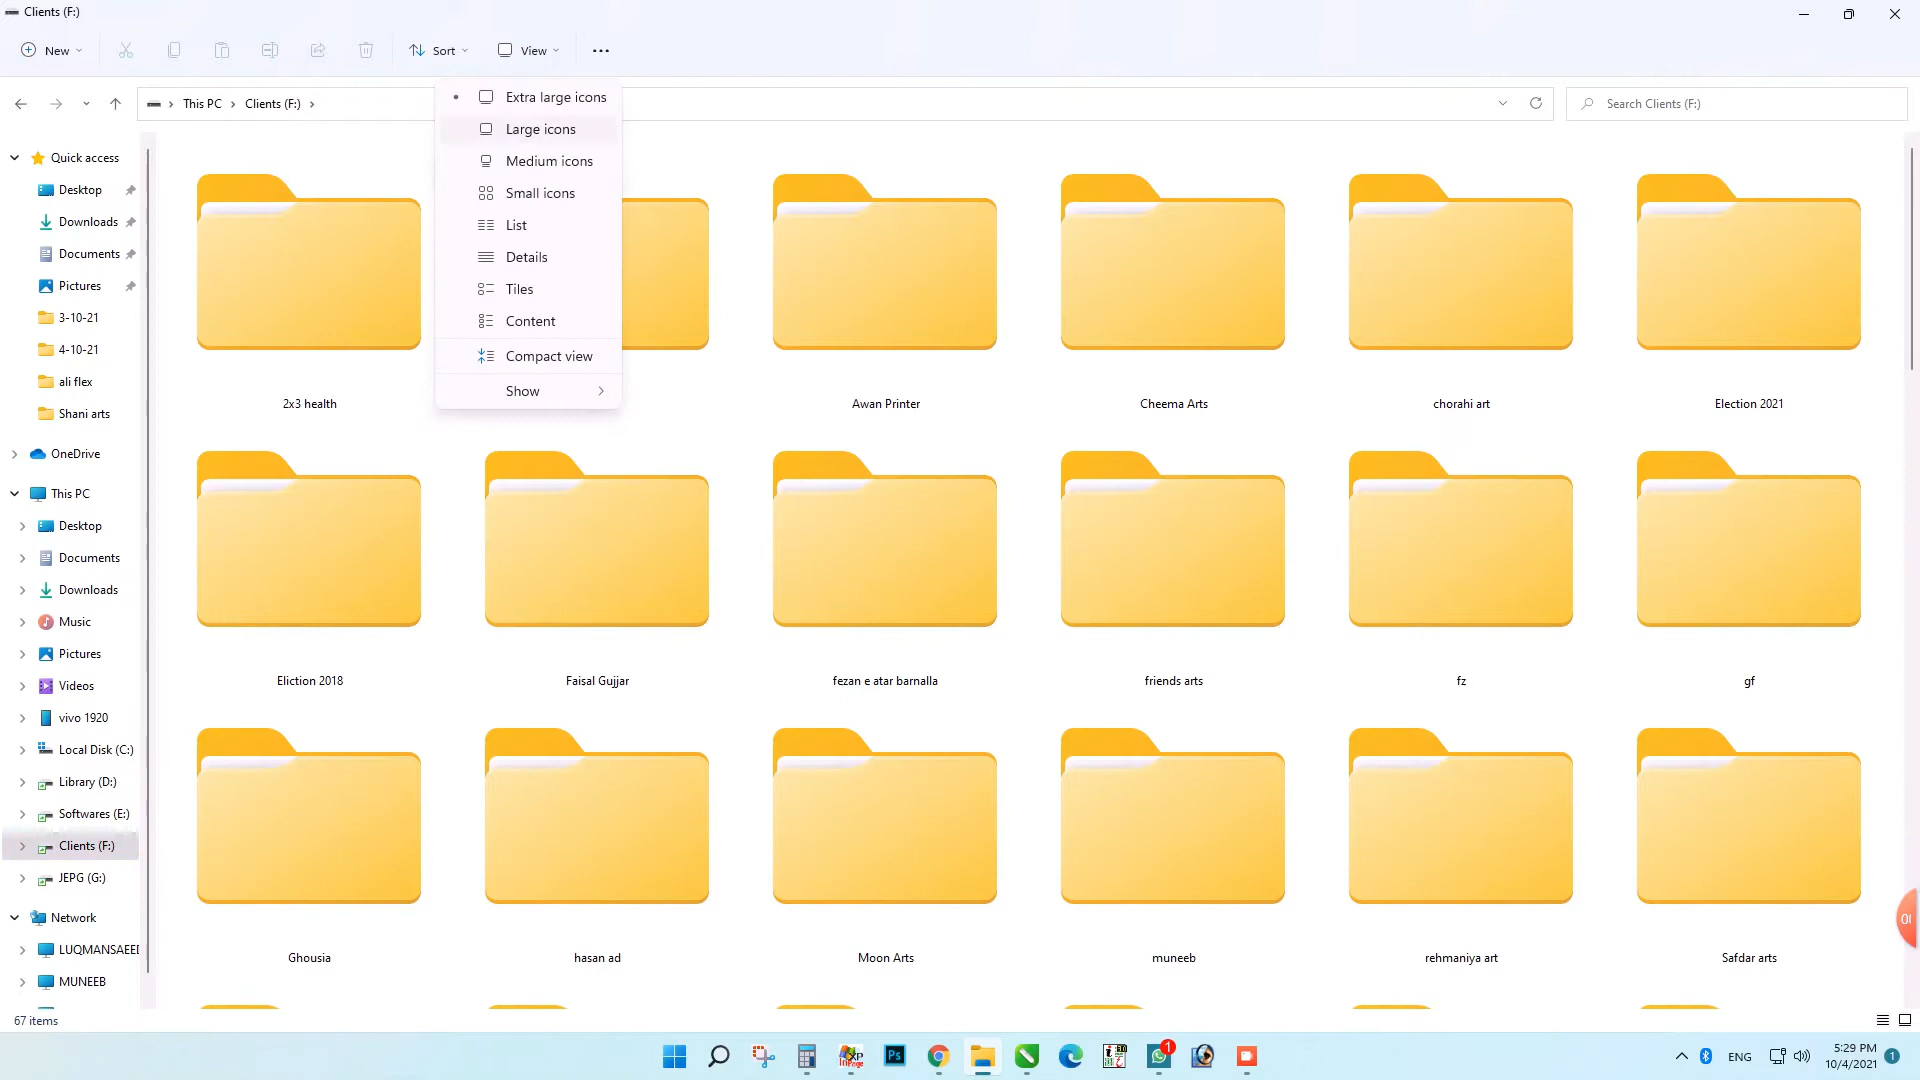 Clients (F:)
New
Sort
View
This PC
Clients (F:)
Search Clients (F:)
Extra large icons
Large icons
Medium icons
Small icons
List
Details
Tiles
Content
Compact view
Show
Quick access
Desktop
Downloads
Documents
Pictures
3-10-21
4-10-21
ali flex
Shani arts
OneDrive
This PC
Desktop
Documents
Downloads
Music
Pictures
Videos
vivo 1920
Local Disk (C:)
Library (D:)
Softwares (E:)
Clients (F:)
JEPG (G:)
Network
LUQMANSAEED
MUNEEB
2x3 health
Awan Printer
Cheema Arts
chorahi art
Election 2021
Eliction 2018
Faisal Gujjar
fezan e atar barnalla
friends arts
fz
gf
Ghousia
hasan ad
Moon Arts
muneeb
rehmaniya art
Safdar arts
67 items
Ps
1
ENG
5:29 PM
10/4/2021
1